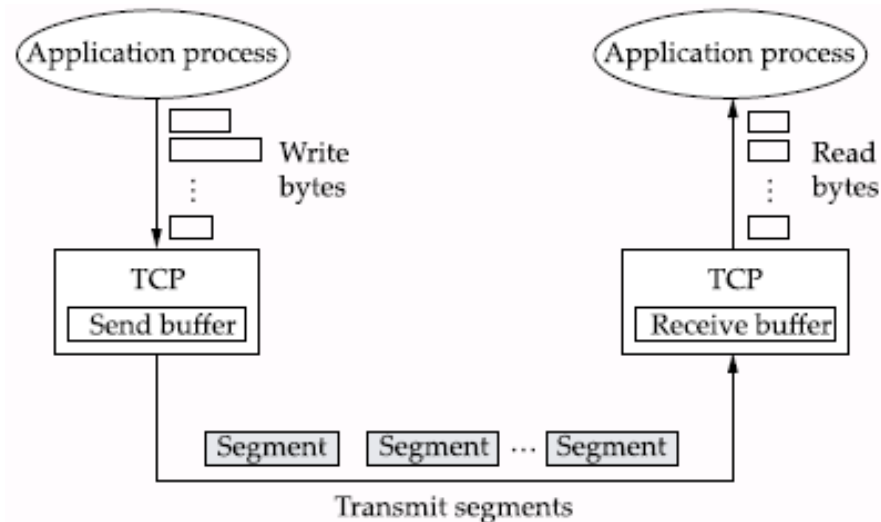 Application process
Application process
Write
bytes
⋮
Read
bytes
⋮
TCP
Send buffer
TCP
Receive buffer
Segment
Segment
...
Segment
Transmit segments